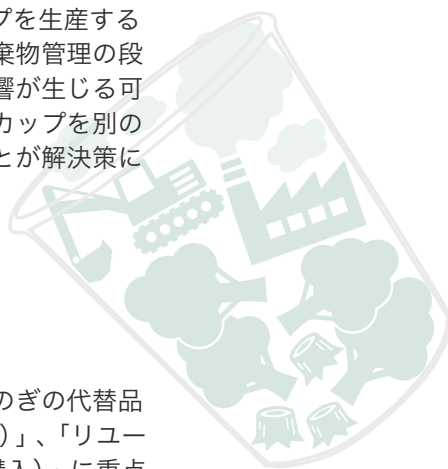 プを生産する
棄物管理の段
響が生じる可
カップを別の
とが解決策に
のぎの代替品
）」、「リユー